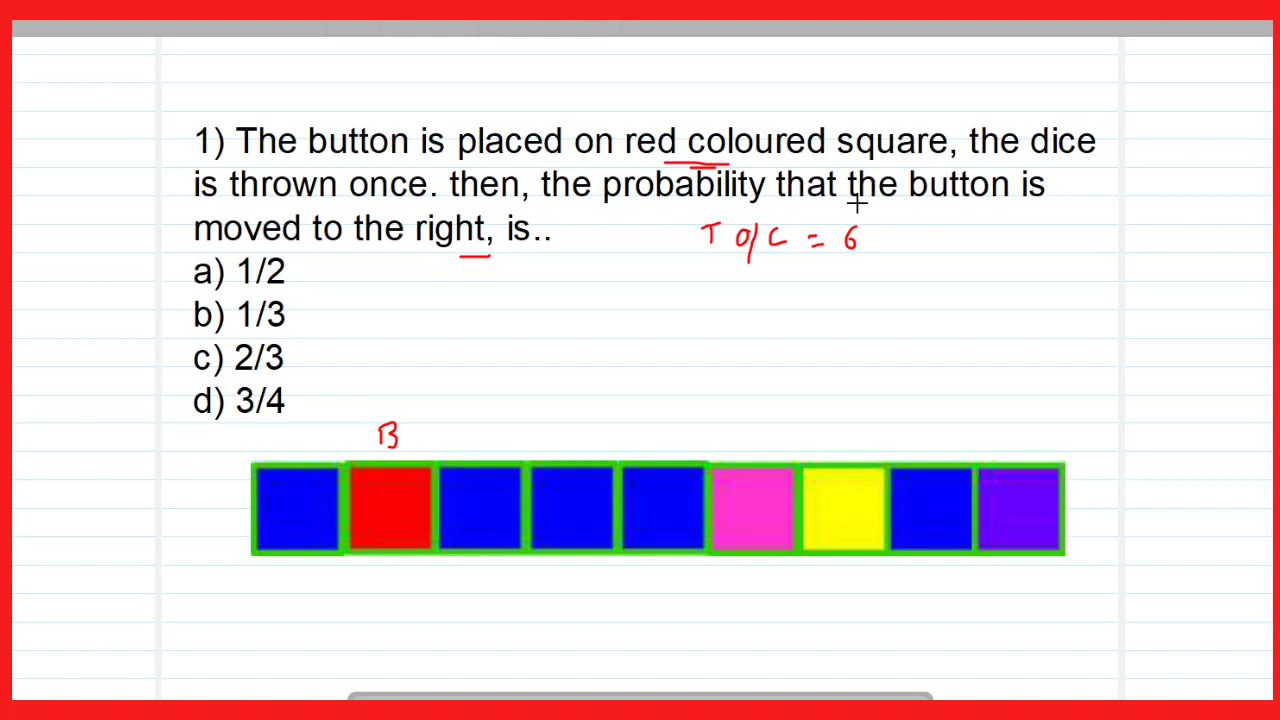 1) The button is placed on red coloured square, the dice
is thrown once. then, the probability that the button is
moved to the right, is..
T O/C = 6
a) 1/2
b) 1/3
c) 2/3
d) 3/4
B